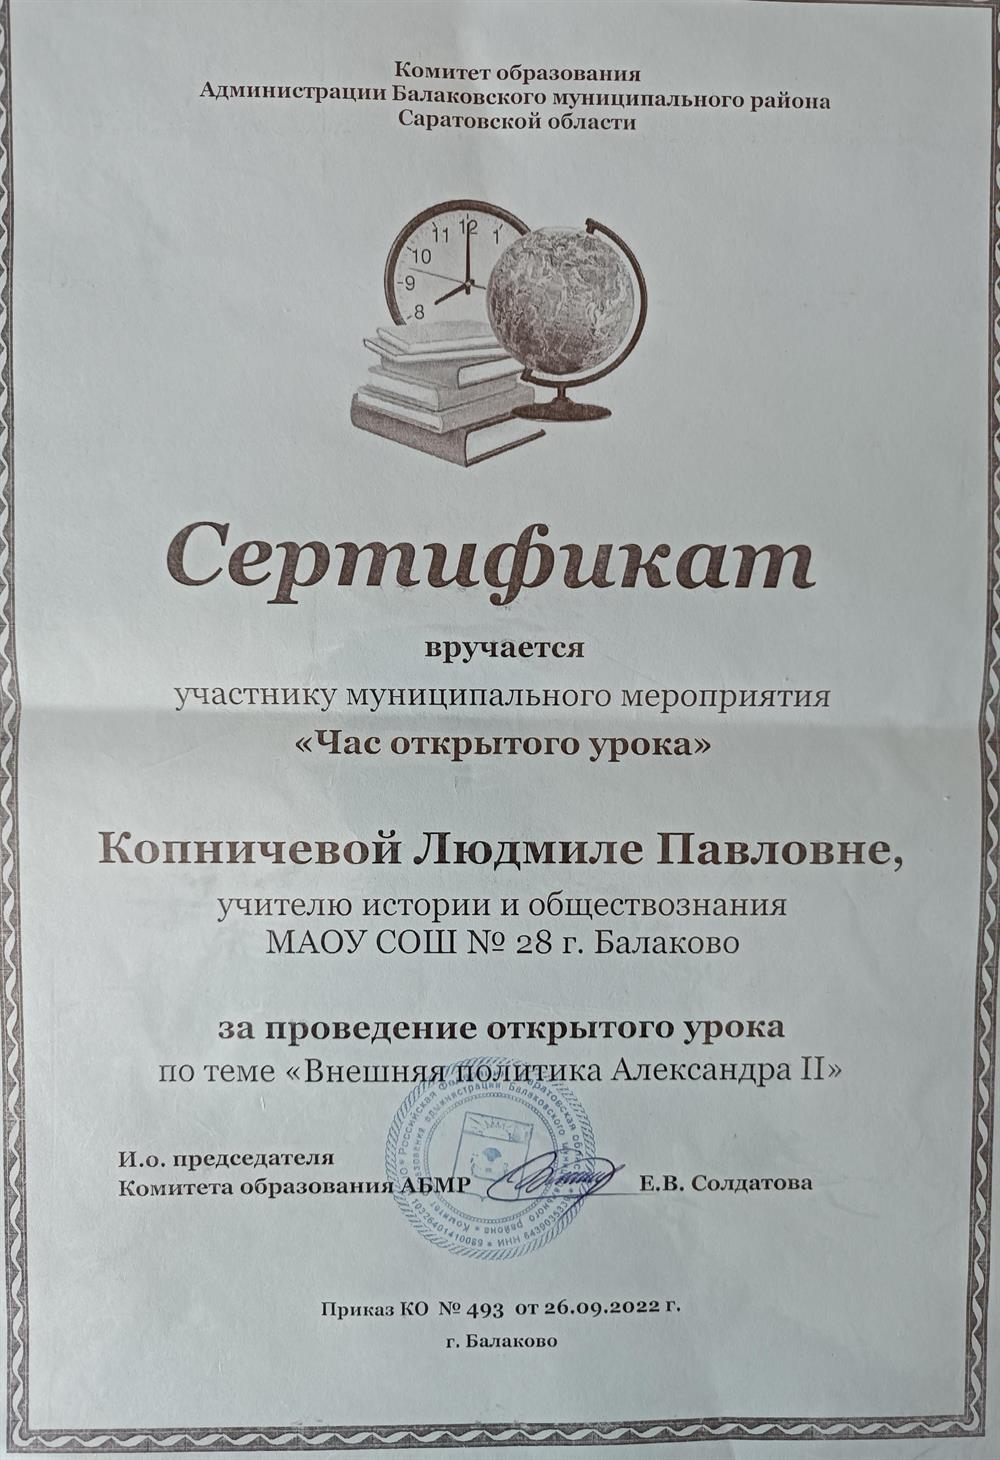 Комитет образования
Администрации Балаковского муниципального района
Саратовской области
11 12 1
10
9
8
Сертификат
вручается
участнику муниципального мероприятия
«Час открытого урока»
Копничевой Людмиле Павловне,
учителю истории и обществознания
МАОУ СОШ № 28 г. Балаково
за проведение открытого урока
по теме «Внешняя политика Александра II»
И.о. председателя
Комитета образования АБМР
Е.В. Солдатова
Приказ КО № 493 от 26.09.2022 г.
г. Балаково